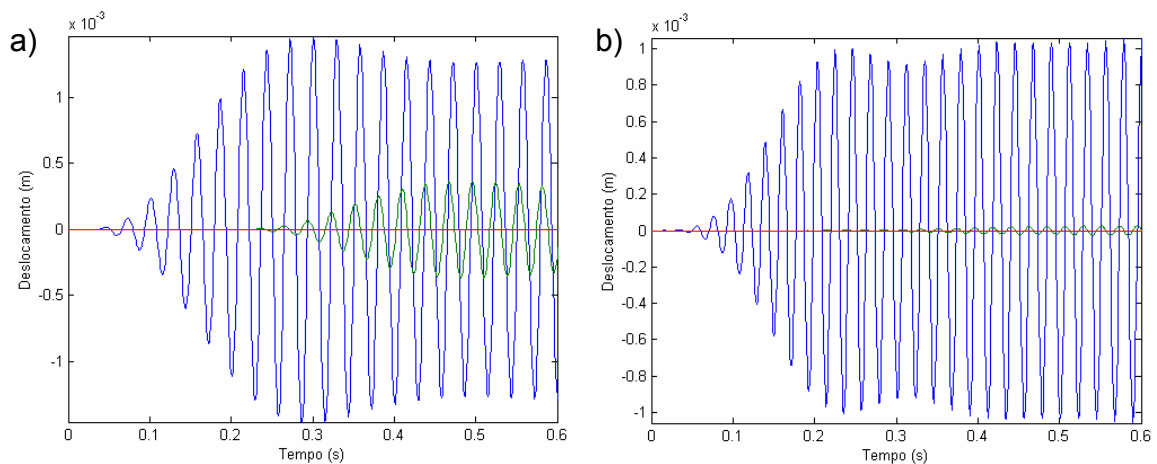 a)
x 10⁻³
1
0.5
0
-0.5
-1
Deslocamento (m)
0 0.1 0.2 0.3 0.4 0.5 0.6
Tempo (s)
b)
x 10⁻³
1
0.8
0.6
0.4
0.2
0
-0.2
-0.4
-0.6
-0.8
-1
Deslocamento (m)
0 0.1 0.2 0.3 0.4 0.5 0.6
Tempo (s)